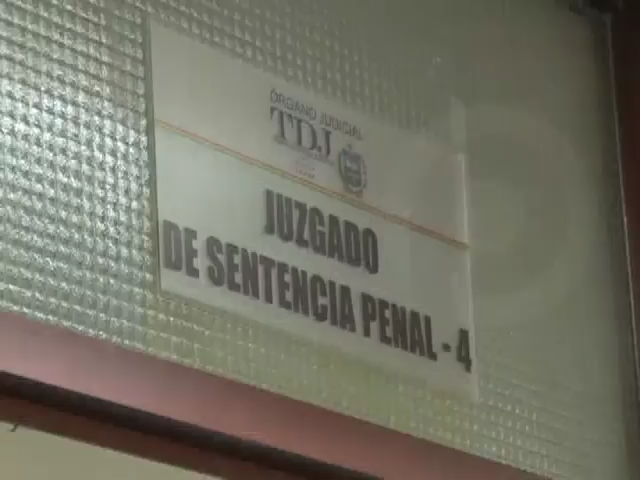 ÓRGANO JUDICIAL
TDJ
JUZGADO
DE SENTENCIA PENAL - 4